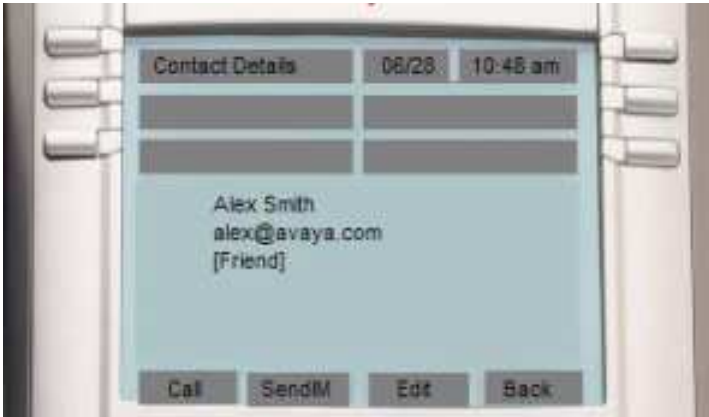 Contact Details 06/28 10:48 am
Alex Smith
alex@avaya.com
[Friend]
Call SendIM Edit Back